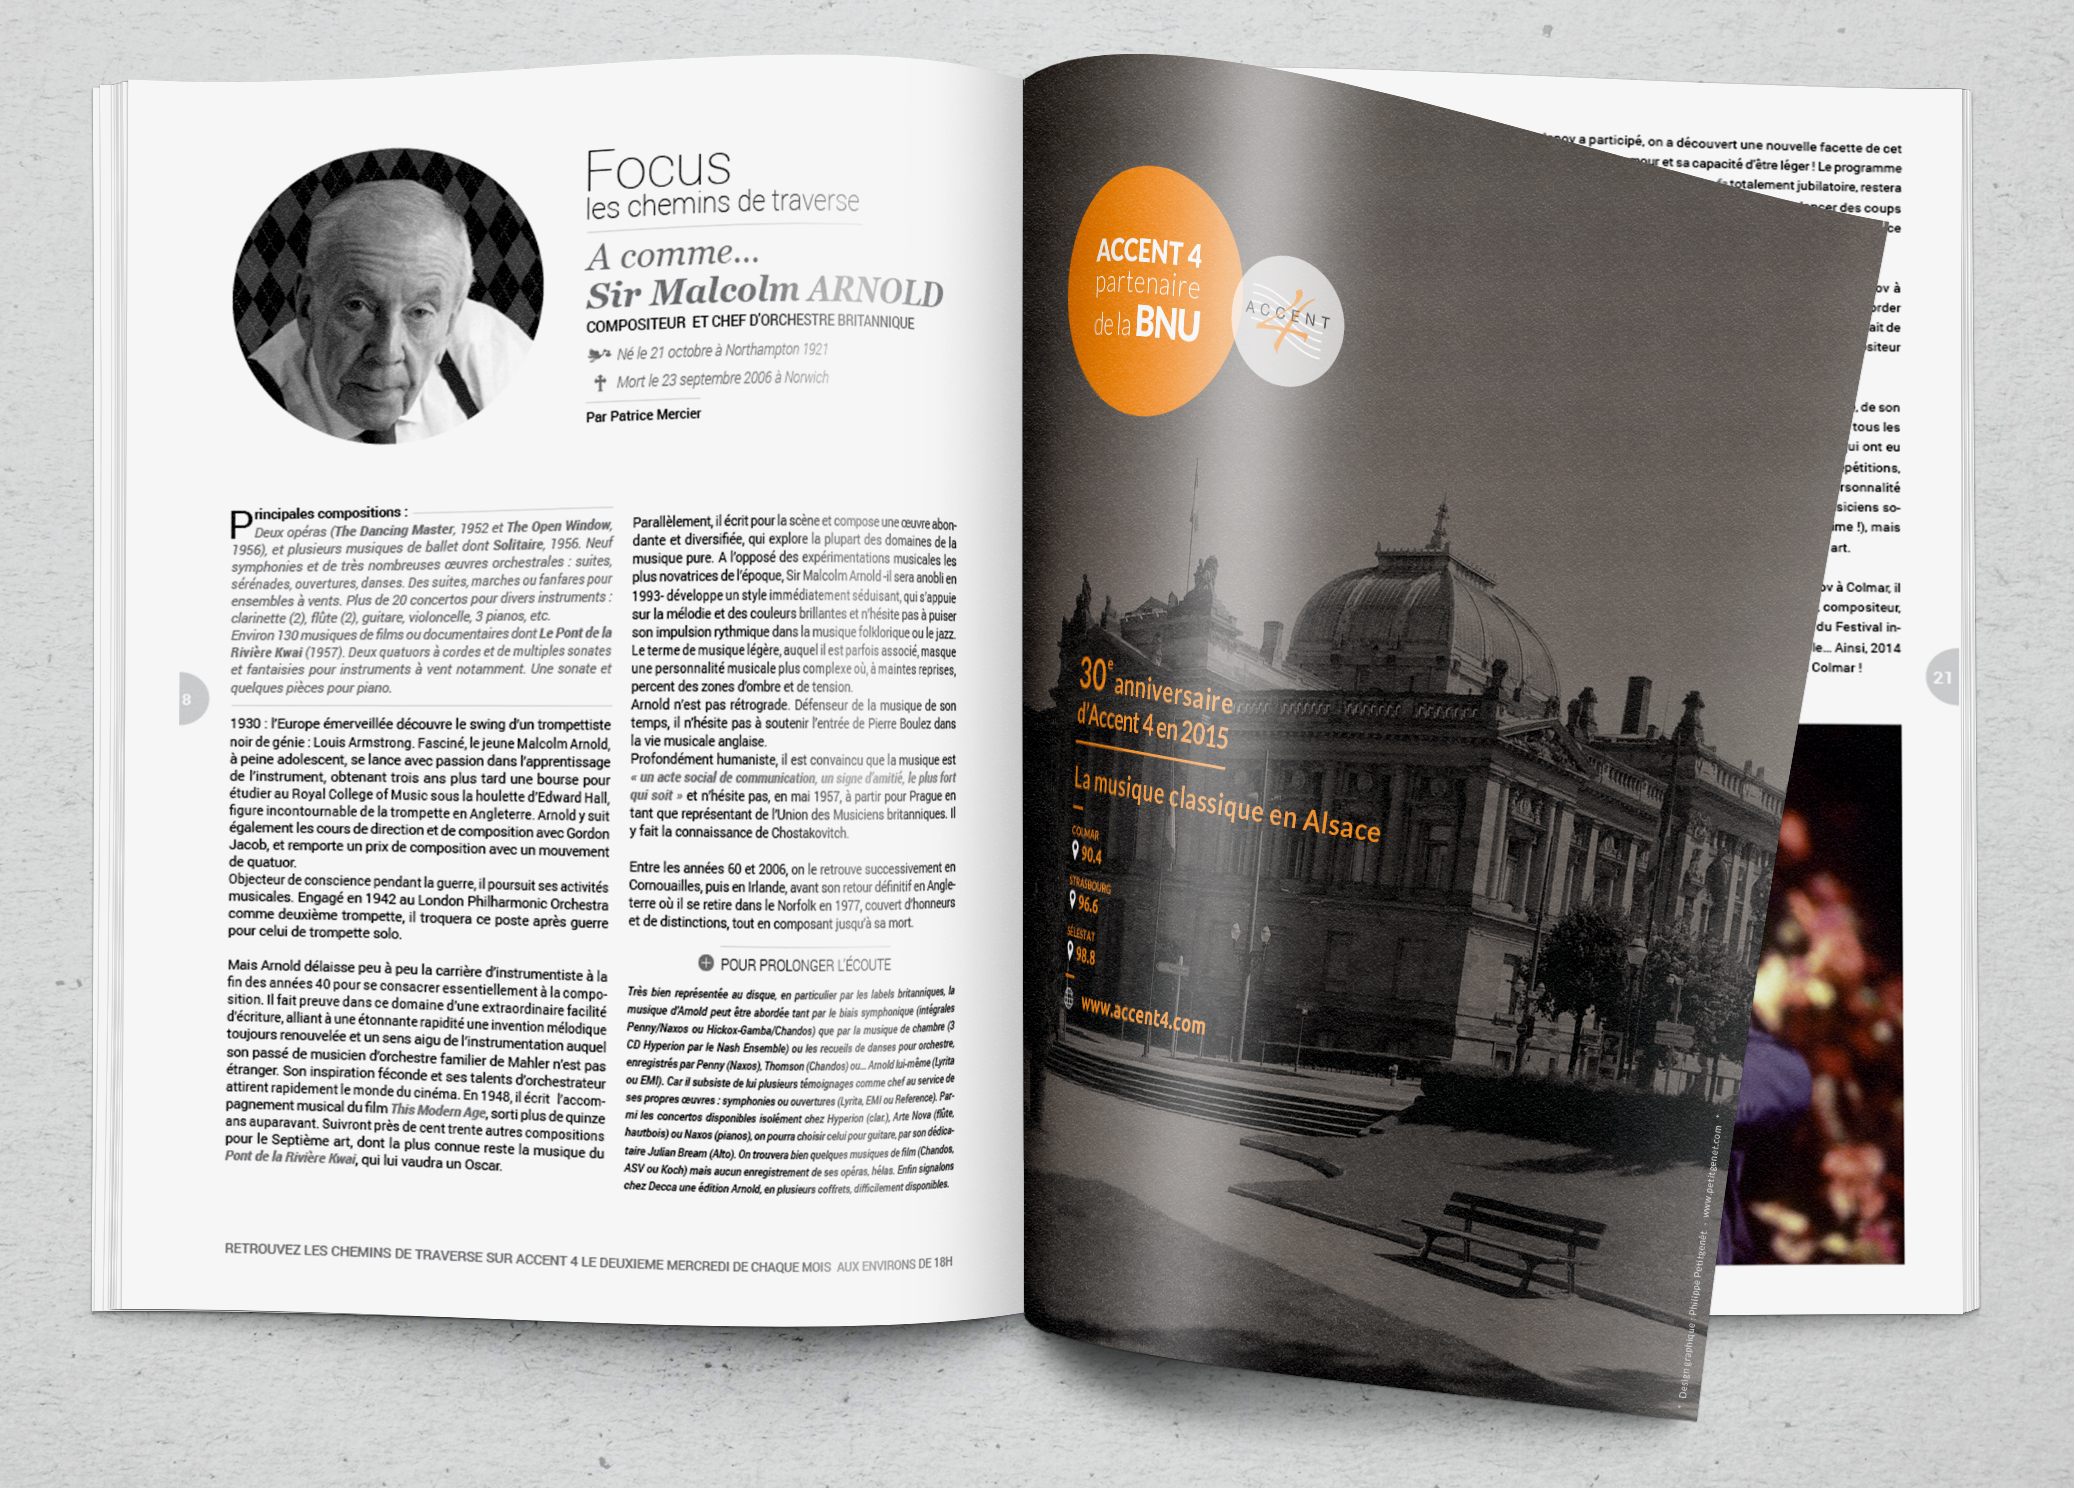 Focus
les chemins de traverse
A comme...
Sir Malcolm ARNOLD
COMPOSITEUR ET CHEF D'ORCHESTRE BRITANNIQUE
Né le 21 octobre à Northampton 1921
Mort le 23 septembre 2006 à Norwich
Par Patrice Mercier
Principales compositions :
Deux opéras (The Dancing Master, 1952 et The Open Window,
1956), et plusieurs musiques de ballet dont Solitaire, 1956. Neuf
symphonies et de très nombreuses œuvres orchestrales : suites,
sérénades, ouvertures, danses. Des suites, marches ou fanfares pour
ensembles à vents. Plus de 20 concertos pour divers instruments :
clarinette (2), flûte (2), guitare, violoncelle, 3 pianos, etc.
Environ 130 musiques de films ou documentaires dont Le Pont de la
Rivière Kwai (1957). Deux quatuors à cordes et de multiples sonates
et fantaisies pour instruments à vent notamment. Une sonate et
quelques pièces pour piano.
8
1930 : l'Europe émerveillée découvre le swing d'un trompettiste
noir de génie : Louis Armstrong. Fasciné, le jeune Malcolm Arnold,
à peine adolescent, se lance avec passion dans l'apprentissage
de l'instrument, obtenant trois ans plus tard une bourse pour
étudier au Royal College of Music sous la houlette d'Edward Hall,
figure incontournable de la trompette en Angleterre. Arnold y suit
également les cours de direction et de composition avec Gordon
Jacob, et remporte un prix de composition avec un mouvement
de quatuor.
Objecteur de conscience pendant la guerre, il poursuit ses activités
musicales. Engagé en 1942 au London Philharmonic Orchestra
comme deuxième trompette, il troquera ce poste après guerre
pour celui de trompette solo.
Mais Arnold délaisse peu à peu la carrière d'instrumentiste à la
fin des années 40 pour se consacrer essentiellement à la compo-
sition. Il fait preuve dans ce domaine d'une extraordinaire facilité
d'écriture, alliant à une étonnante rapidité une invention mélodique
toujours renouvelée et un sens aigu de l'instrumentation auquel
son passé de musicien d'orchestre familier de Mahler n'est pas
étranger. Son inspiration féconde et ses talents d'orchestrateur
attirent rapidement le monde du cinéma. En 1948, il écrit l'accom-
pagnement musical du film This Modern Age, sorti plus de quinze
ans auparavant. Suivront près de cent trente autres compositions
pour le Septième art, dont la plus connue reste la musique du
Pont de la Rivière Kwai, qui lui vaudra un Oscar.
Parallèlement, il écrit pour la scène et compose une œuvre abon-
dante et diversifiée, qui explore la plupart des domaines de la
musique pure. A l'opposé des expérimentations musicales les
plus novatrices de l'époque, Sir Malcolm Arnold -il sera anobli en
1993- développe un style immédiatement séduisant, qui s'appuie
sur la mélodie et des couleurs brillantes et n'hésite pas à puiser
son impulsion rythmique dans la musique folklorique ou le jazz.
Le terme de musique légère, auquel il est parfois associé, masque
une personnalité musicale plus complexe où, à maintes reprises,
percent des zones d'ombre et de tension.
Arnold n'est pas rétrograde. Défenseur de la musique de son
temps, il n'hésite pas à soutenir l'entrée de Pierre Boulez dans
la vie musicale anglaise.
Profondément humaniste, il est convaincu que la musique est
« un acte social de communication, un signe d'amitié, le plus fort
qui soit » et n'hésite pas, en mai 1957, à partir pour Prague en
tant que représentant de l'Union des Musiciens britanniques. Il
y fait la connaissance de Chostakovitch.
Entre les années 60 et 2006, on le retrouve successivement en
Cornouailles, puis en Irlande, avant son retour définitif en Angle-
terre où il se retire dans le Norfolk en 1977, couvert d'honneurs
et de distinctions, tout en composant jusqu'à sa mort.
POUR PROLONGER L'ÉCOUTE
Très bien représentée au disque, en particulier par les labels britanniques, la
musique d'Arnold peut être abordée tant par le biais symphonique (intégrales
Penny/Naxos ou Hickox-Gamba/Chandos) que par la musique de chambre (3
CD Hyperion par le Nash Ensemble) ou les recueils de danses pour orchestre,
enregistrés par Penny (Naxos), Thomson (Chandos) ou... Arnold lui-même (Lyrita
ou EMI). Car il subsiste de lui plusieurs témoignages comme chef au service de
ses propres œuvres : symphonies ou ouvertures (Lyrita, EMI ou Reference). Par-
mi les concertos disponibles isolément chez Hyperion (clar.), Arte Nova (flûte,
hautbois) ou Naxos (pianos), on pourra choisir celui pour guitare, par son dédica-
taire Julian Bream (Alto). On trouvera bien quelques musiques de film (Chandos,
ASV ou Koch) mais aucun enregistrement de ses opéras, hélas. Enfin signalons
chez Decca une édition Arnold, en plusieurs coffrets, difficilement disponibles.
RETROUVEZ LES CHEMINS DE TRAVERSE SUR ACCENT 4 LE DEUXIEME MERCREDI DE CHAQUE MOIS AUX ENVIRONS DE 18H
ACCENT 4
partenaire
de la BNU
ACCENT 4
30e anniversaire
d'Accent 4 en 2015
La musique classique en Alsace
COLMAR
90.4
STRASBOURG
96.6
SÉLESTAT
98.8
www.accent4.com
Design graphique : Philippe Petitgenêt · www.petitgenet.com
a participé, on a découvert une nouvelle facette de cet
et sa capacité d'être léger ! Le programme
totalement jubilatoire, restera
des coups
ce
à
de
, de son
tous les
ont eu
mais
art.
à Colmar, il
compositeur,
du Festival in-
... Ainsi, 2014
Colmar !
21